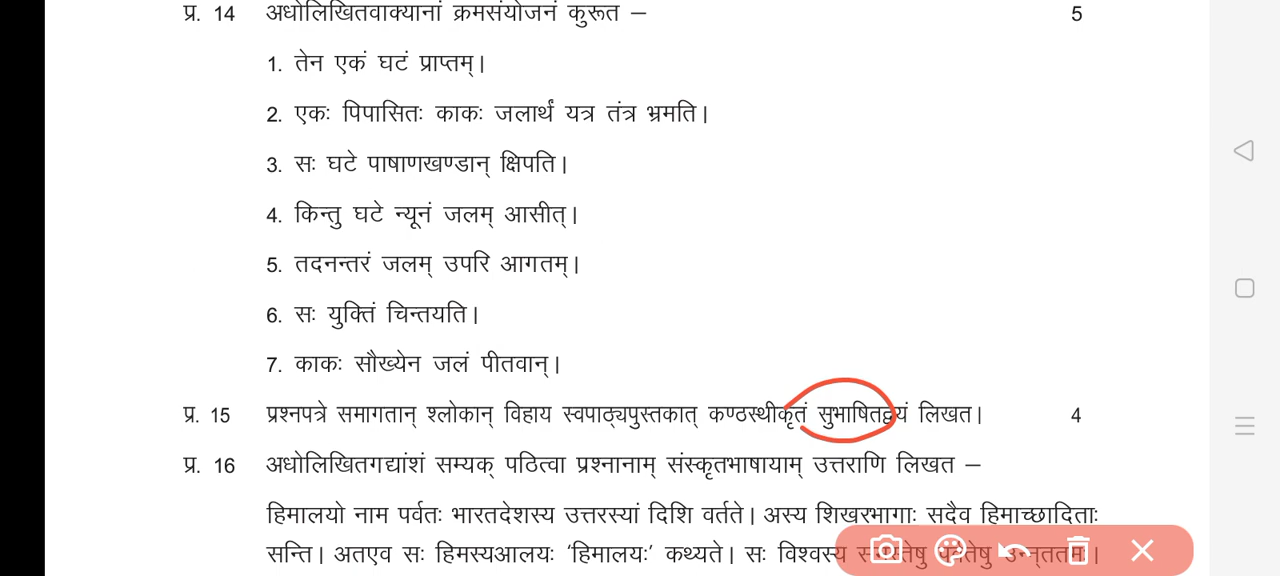 प्र. 14 अधोलिखितवाक्यानां क्रमसंयोजनं कुरूत – 5
1. तेन एकं घटं प्राप्तम्।
2. एकः पिपासितः काकः जलार्थं यत्र तंत्र भ्रमति।
3. सः घटे पाषाणखण्डान् क्षिपति।
4. किन्तु घटे न्यूनं जलम् आसीत्।
5. तदनन्तरं जलम् उपरि आगतम्।
6. सः युक्तिं चिन्तयति।
7. काकः सौख्येन जलं पीतवान्।
प्र. 15 प्रश्नपत्रे समागतान् श्लोकान् विहाय स्वपाठ्यपुस्तकात् कण्ठस्थीकृतं सुभाषितद्वयं लिखत। 4
प्र. 16 अधोलिखितगद्यांशं सम्यक् पठित्वा प्रश्नानाम् संस्कृतभाषायाम् उत्तराणि लिखत –
हिमालयो नाम पर्वतः भारतदेशस्य उत्तरस्यां दिशि वर्तते। अस्य शिखरभागाः सदैव हिमाच्छादिताः
सन्ति। अतएव सः हिमस्यआलयः ‘हिमालयः’ कथ्यते। सः विश्वस्य